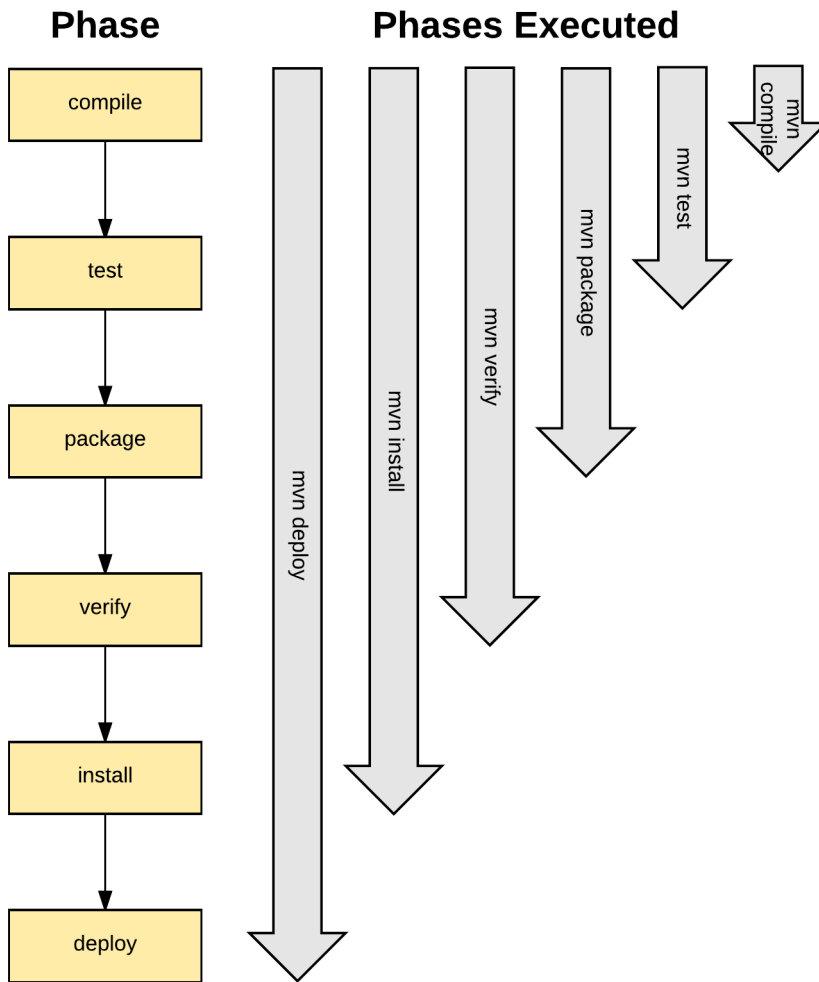 Phase
Phases Executed
compile
test
package
verify
install
deploy
mvn deploy
mvn install
mvn verify
mvn package
mvn test
mvn
compile